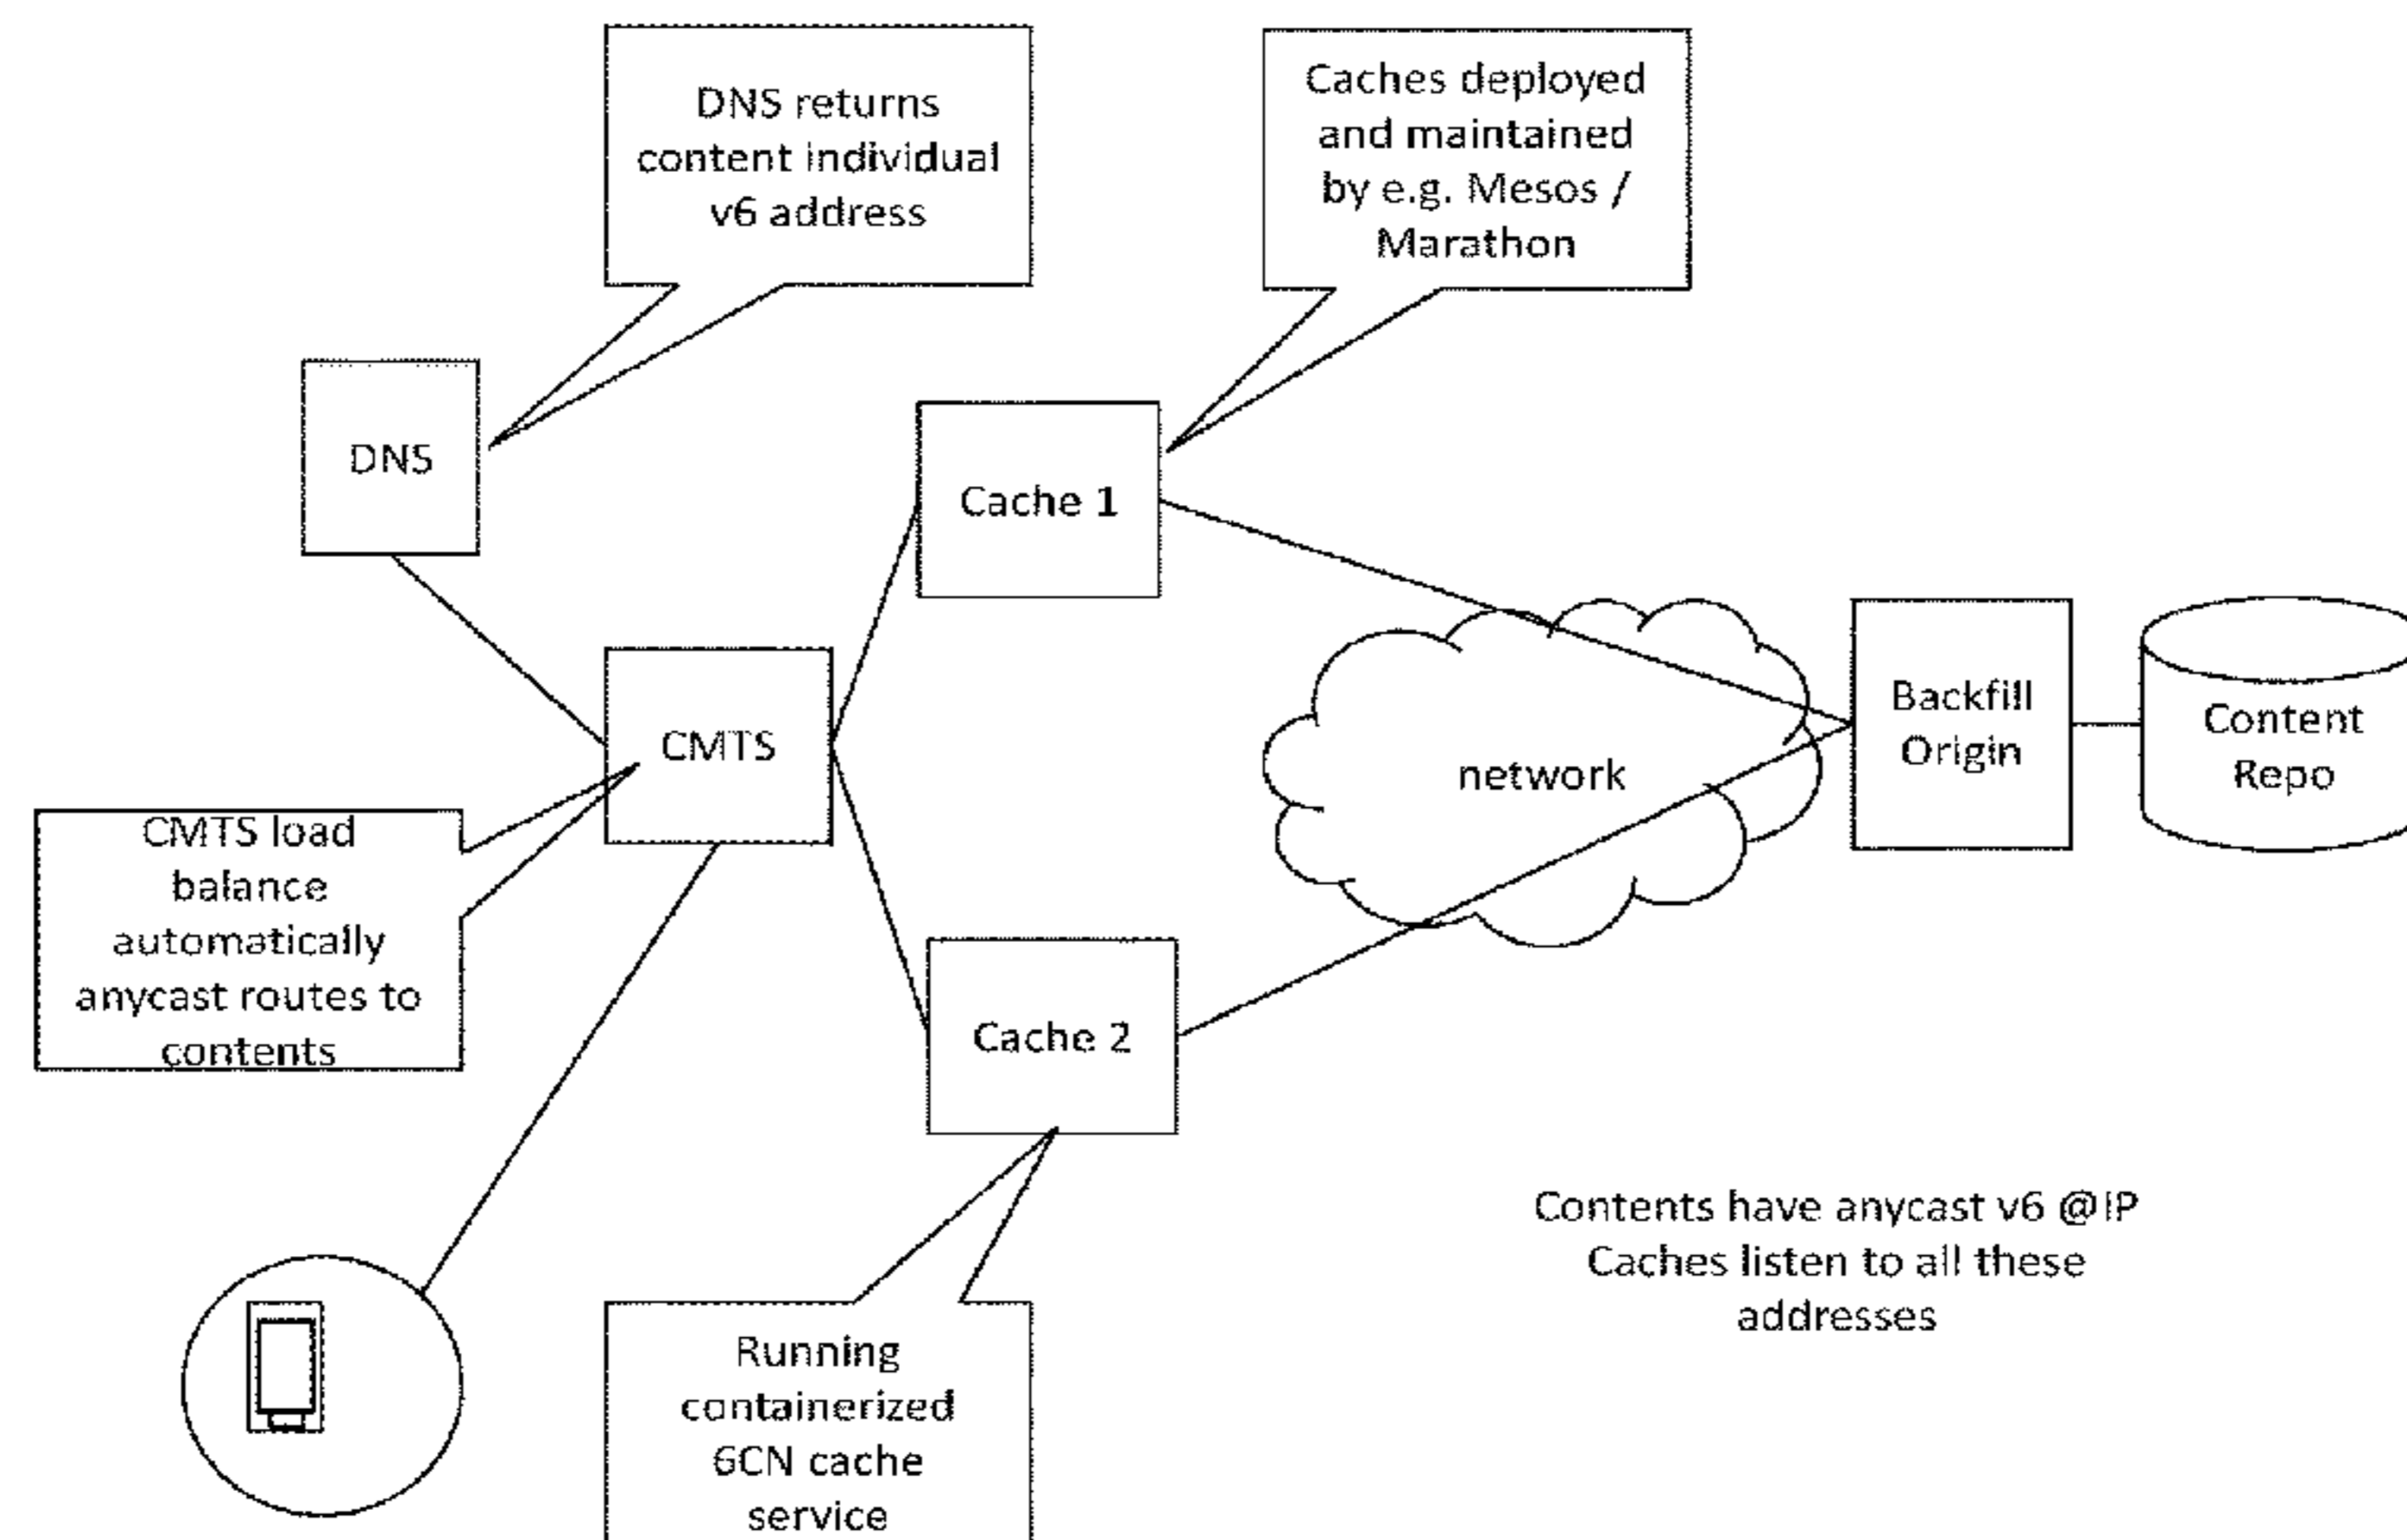 DNS returns
content individual
v6 address
Caches deployed
and maintained
by e.g. Mesos /
Marathon
DNS
Cache 1
CMTS
network
Backfill
Origin
Content
Repo
CMTS load
balance
automatically
anycast routes to
contents
Cache 2
Contents have anycast v6 @IP
Caches listen to all these
addresses
Running
containerized
6CN cache
service